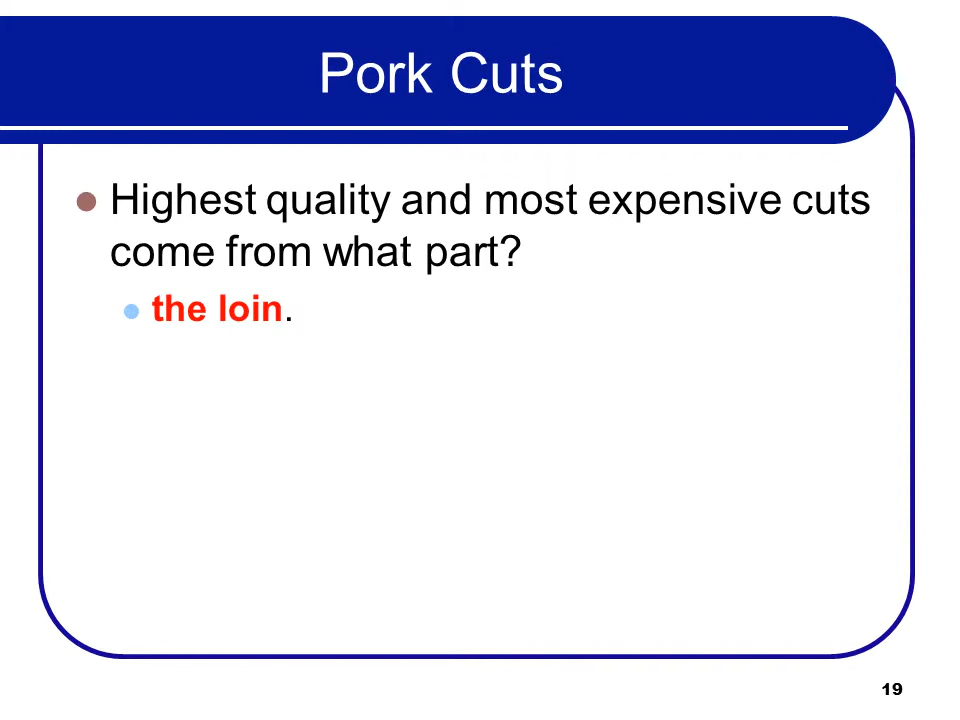 Pork Cuts
Highest quality and most expensive cuts
come from what part?
the loin.
19